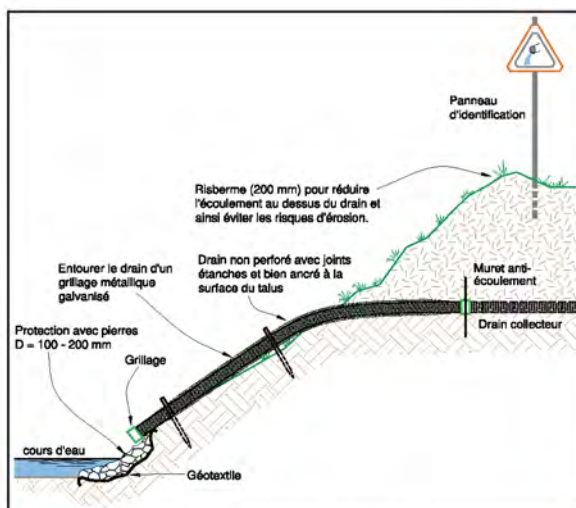 Panneau
d'identification
Risberme (200 mm) pour réduire
l'écoulement au dessus du drain et
ainsi éviter les risques d'érosion.
Drain non perforé avec joints
étanches et bien ancré à la
surface du talus
Entourer le drain d'un
grillage métallique
galvanisé
Muret anti-
écoulement
Drain collecteur
Protection avec pierres
D = 100 - 200 mm
Grillage
cours d'eau
Géotextile